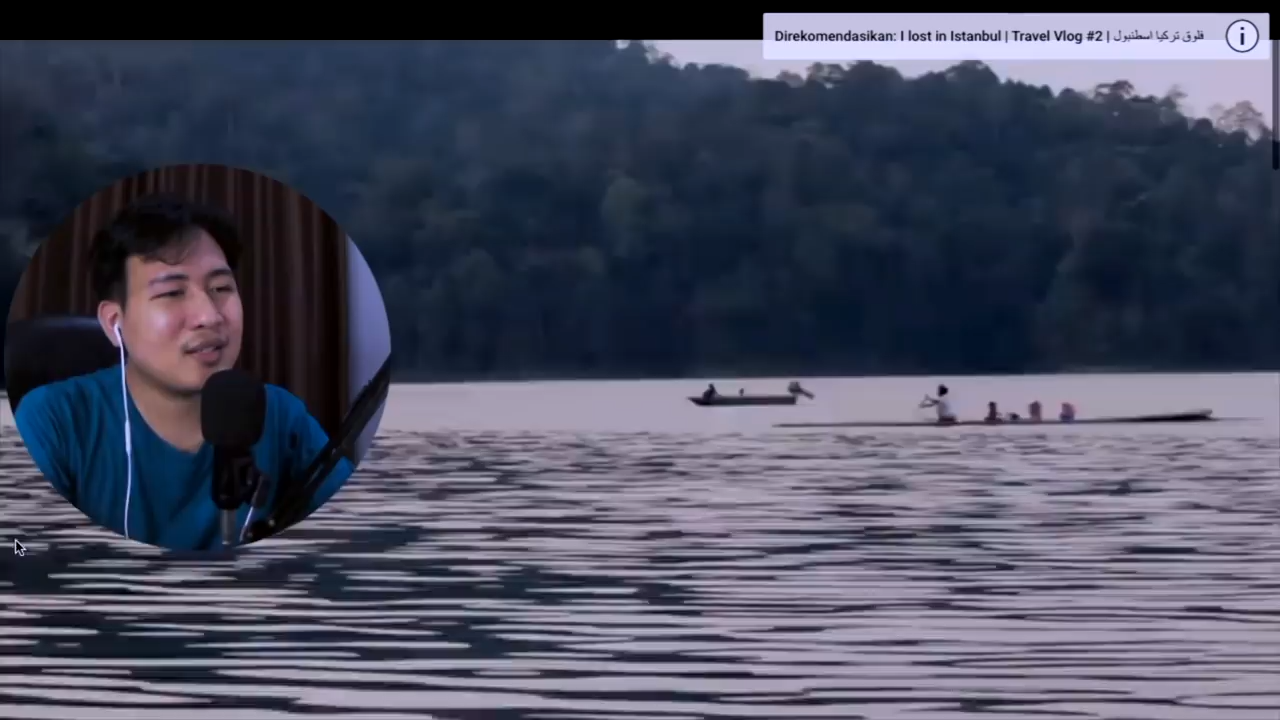 Direkomendasikan: I lost in Istanbul | Travel Vlog #2 | فلوق تركيا اسطنبول